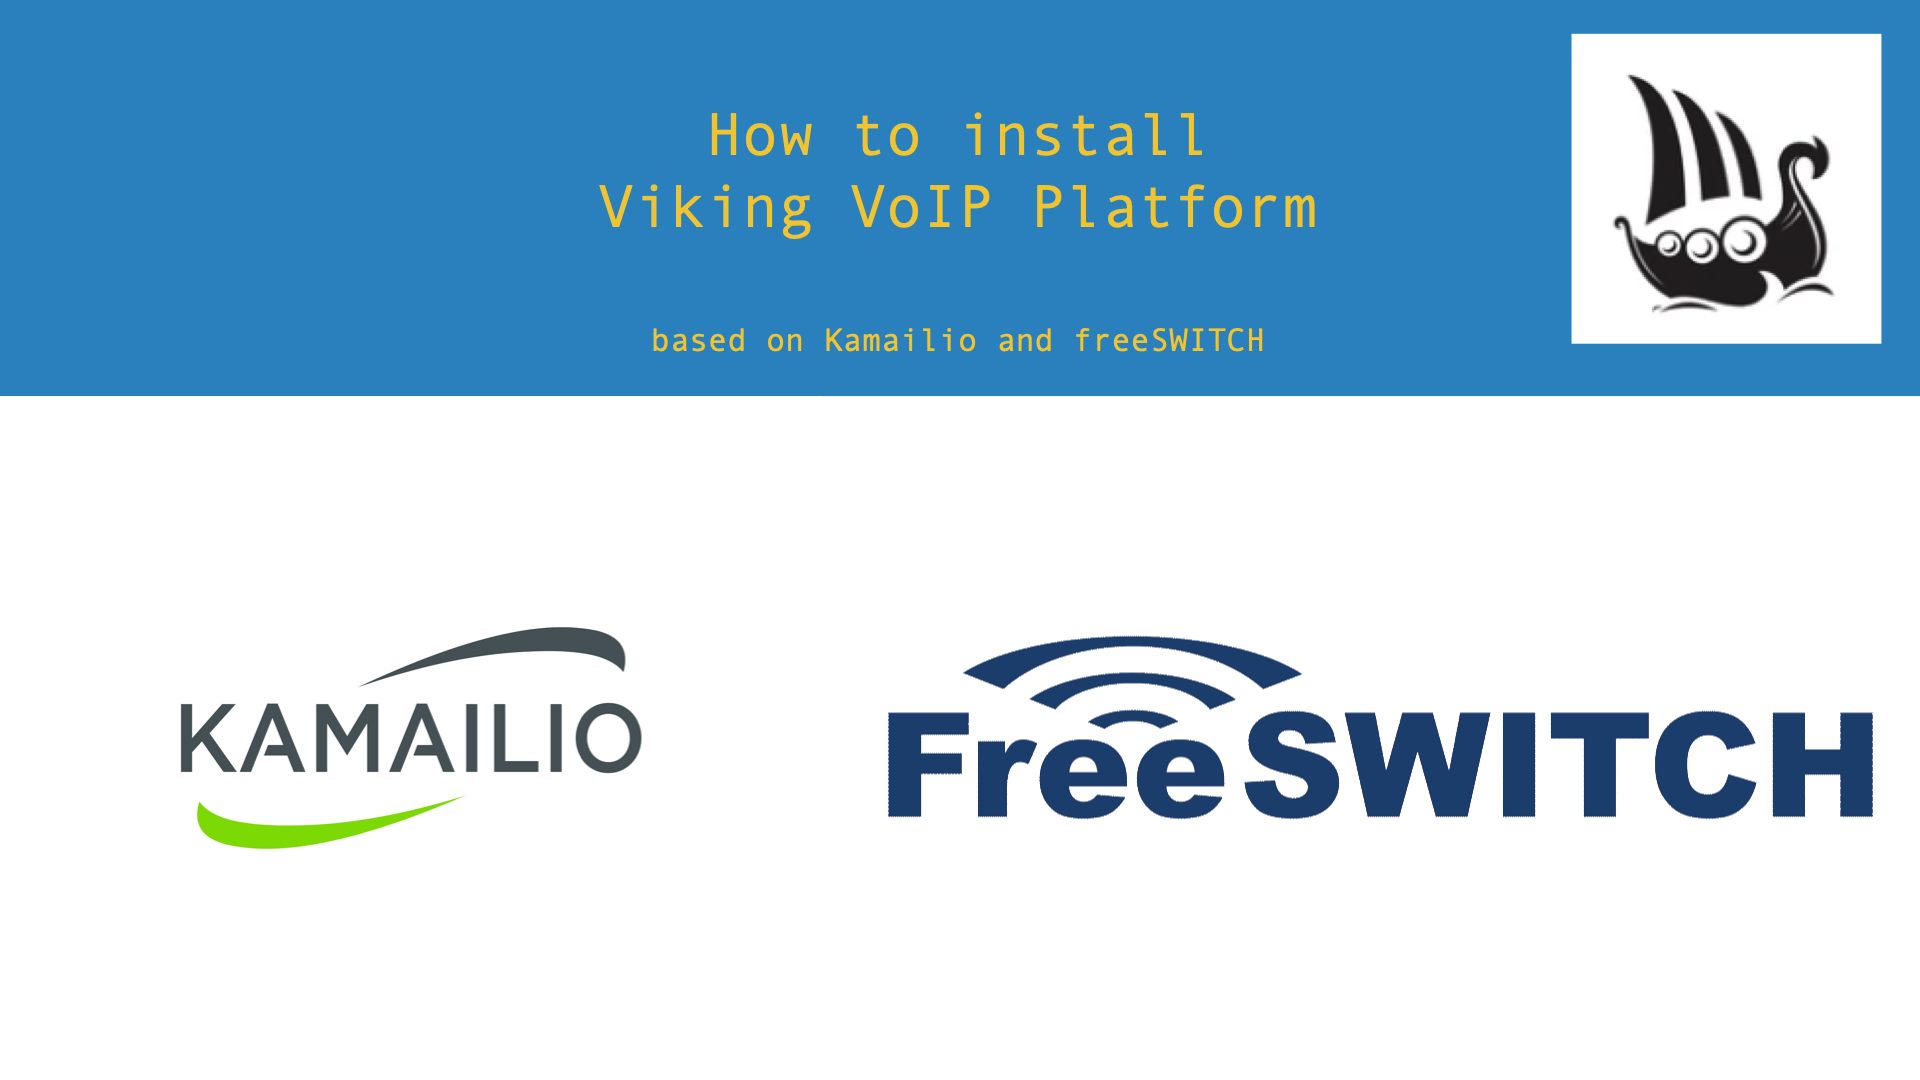 How to install
Viking VoIP Platform
based on Kamailio and freeSWITCH
KAMAILIO
FreeSWITCH